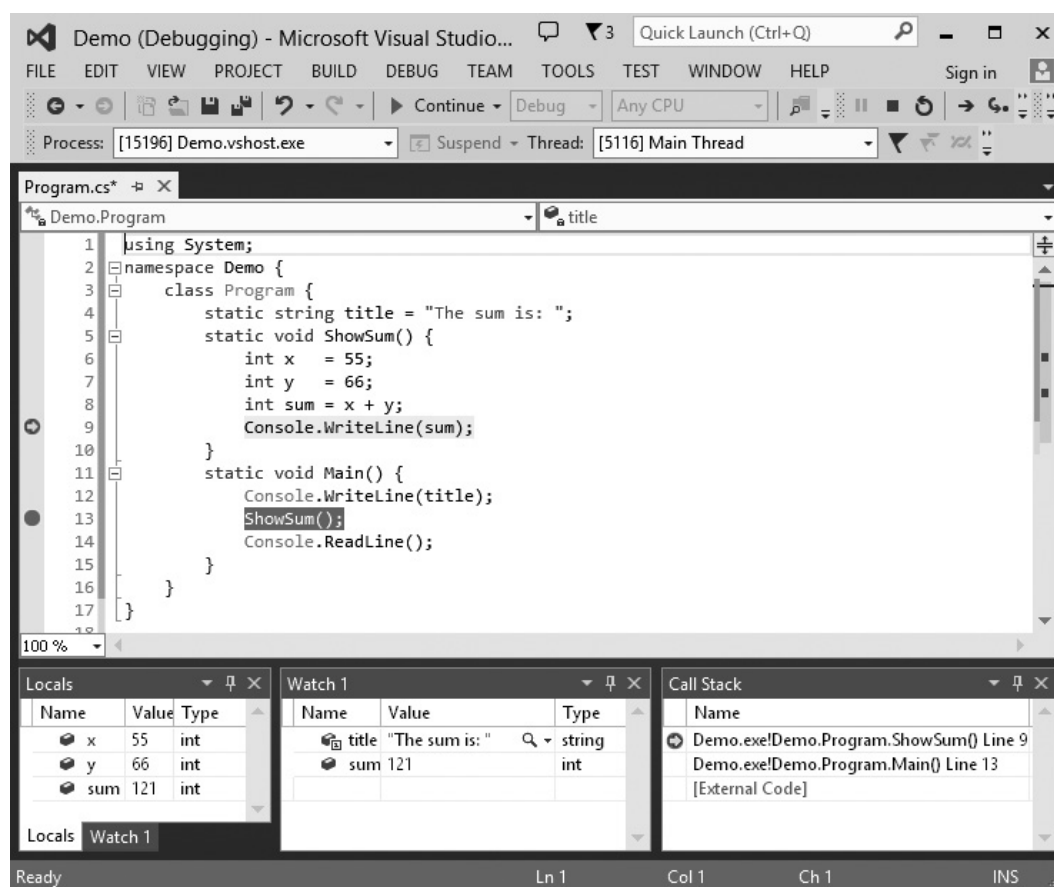 Demo (Debugging) - Microsoft Visual Studio... 3 Quick Launch (Ctrl+Q)
FILE EDIT VIEW PROJECT BUILD DEBUG TEAM TOOLS TEST WINDOW HELP Sign in
Continue Debug Any CPU
Process: [15196] Demo.vshost.exe Suspend Thread: [5116] Main Thread
Program.cs*
Demo.Program title
1 using System;
2 namespace Demo {
3 class Program {
4 static string title = "The sum is: ";
5 static void ShowSum() {
6 int x = 55;
7 int y = 66;
8 int sum = x + y;
9 Console.WriteLine(sum);
10 }
11 static void Main() {
12 Console.WriteLine(title);
13 ShowSum();
14 Console.ReadLine();
15 }
16 }
17 }
18
100 %
Locals
Name Value Type
x 55 int
y 66 int
sum 121 int
Locals Watch 1
Watch 1
Name Value Type
title "The sum is: " string
sum 121 int
Call Stack
Name
Demo.exe!Demo.Program.ShowSum() Line 9
Demo.exe!Demo.Program.Main() Line 13
[External Code]
Ready Ln 1 Col 1 Ch 1 INS